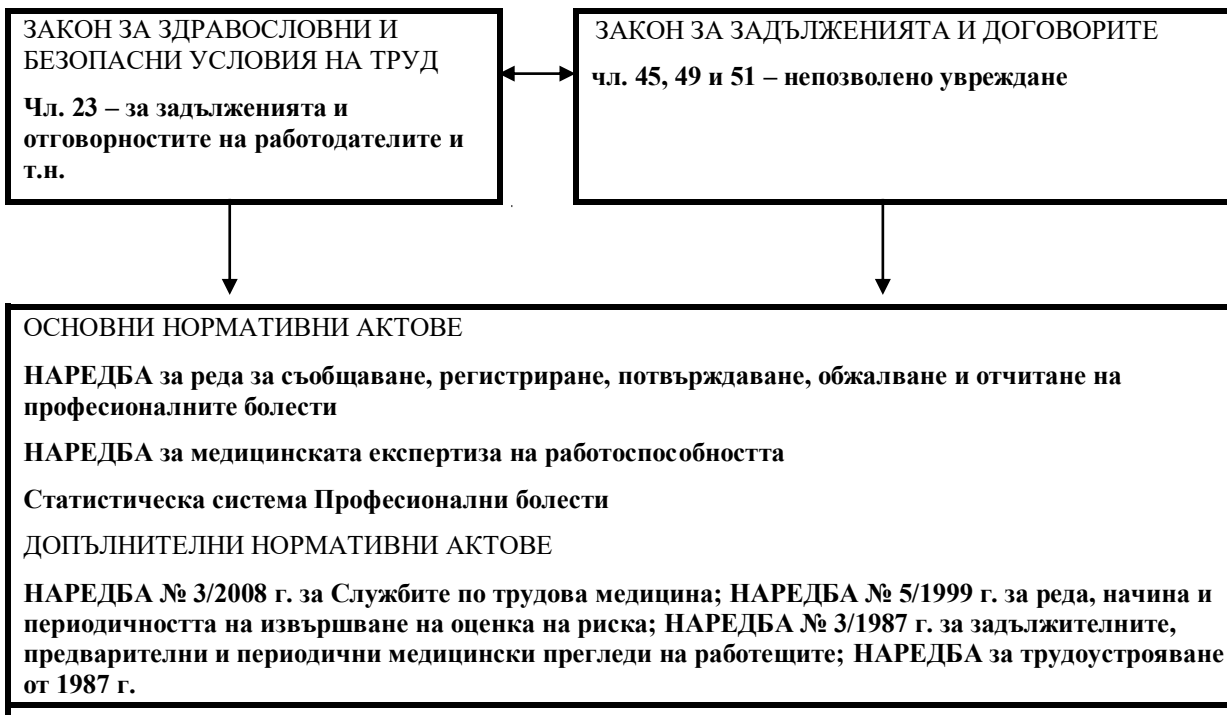 ЗАКОН ЗА ЗДРАВОСЛОВНИ И
БЕЗОПАСНИ УСЛОВИЯ НА ТРУД
Чл. 23 – за задълженията и
отговорностите на работодателите и
т.н.
ЗАКОН ЗА ЗАДЪЛЖЕНИЯТА И ДОГОВОРИТЕ
чл. 45, 49 и 51 – непозволено увреждане
ОСНОВНИ НОРМАТИВНИ АКТОВЕ
НАРЕДБА за реда за съобщаване, регистриране, потвърждаване, обжалване и отчитане на
професионалните болести
НАРЕДБА за медицинската експертиза на работоспособността
Статистическа система Професионални болести
ДОПЪЛНИТЕЛНИ НОРМАТИВНИ АКТОВЕ
НАРЕДБА № 3/2008 г. за Службите по трудова медицина; НАРЕДБА № 5/1999 г. за реда, начина и
периодичността на извършване на оценка на риска; НАРЕДБА № 3/1987 г. за задължителните,
предварителни и периодични медицински прегледи на работещите; НАРЕДБА за трудоустрояване
от 1987 г.